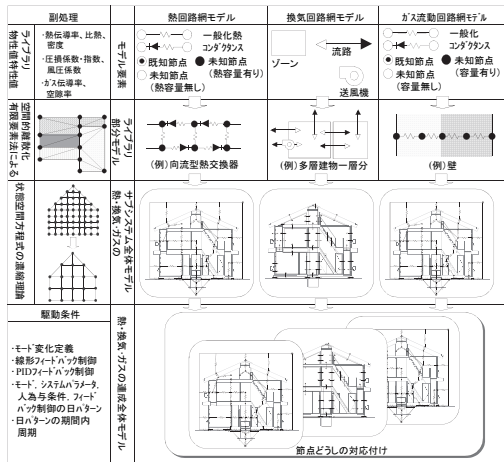 副処理
熱回路網モデル
換気回路網モデル
ガス流動回路モデル
物性値特性値
ライブラリ
・熱伝導率、比熱、
密度
・圧損係数・指数、
風圧係数
・ガス伝導率、
空隙率
モデル要素
一般化熱
コンダクタンス
既知節点
未知節点
(熱容量有り)
未知節点
(熱容量無し)
ゾーン
流路
送風機
一般化
コンダクタンス
既知節点
未知節点
(容量有り)
未知節点
(容量無し)
空間的離散化
有限要素法による
部分モデル
ライブラリ
(例)向流型熱交換器
(例)多層建物一層分
(例)壁
状態空間方程式の濃縮理論
熱・換気・ガスの
サブシステム全体モデル
駆動条件
・モード変化定義
・線形フィードバック制御
・PIDフィードバック制御
・モード、システムパラメータ、
人為与条件、フィード
バック制御の日パターン
・日パターンの期間内
周期
熱・換気・ガスの連成全体モデル
節点どうしの対応付け